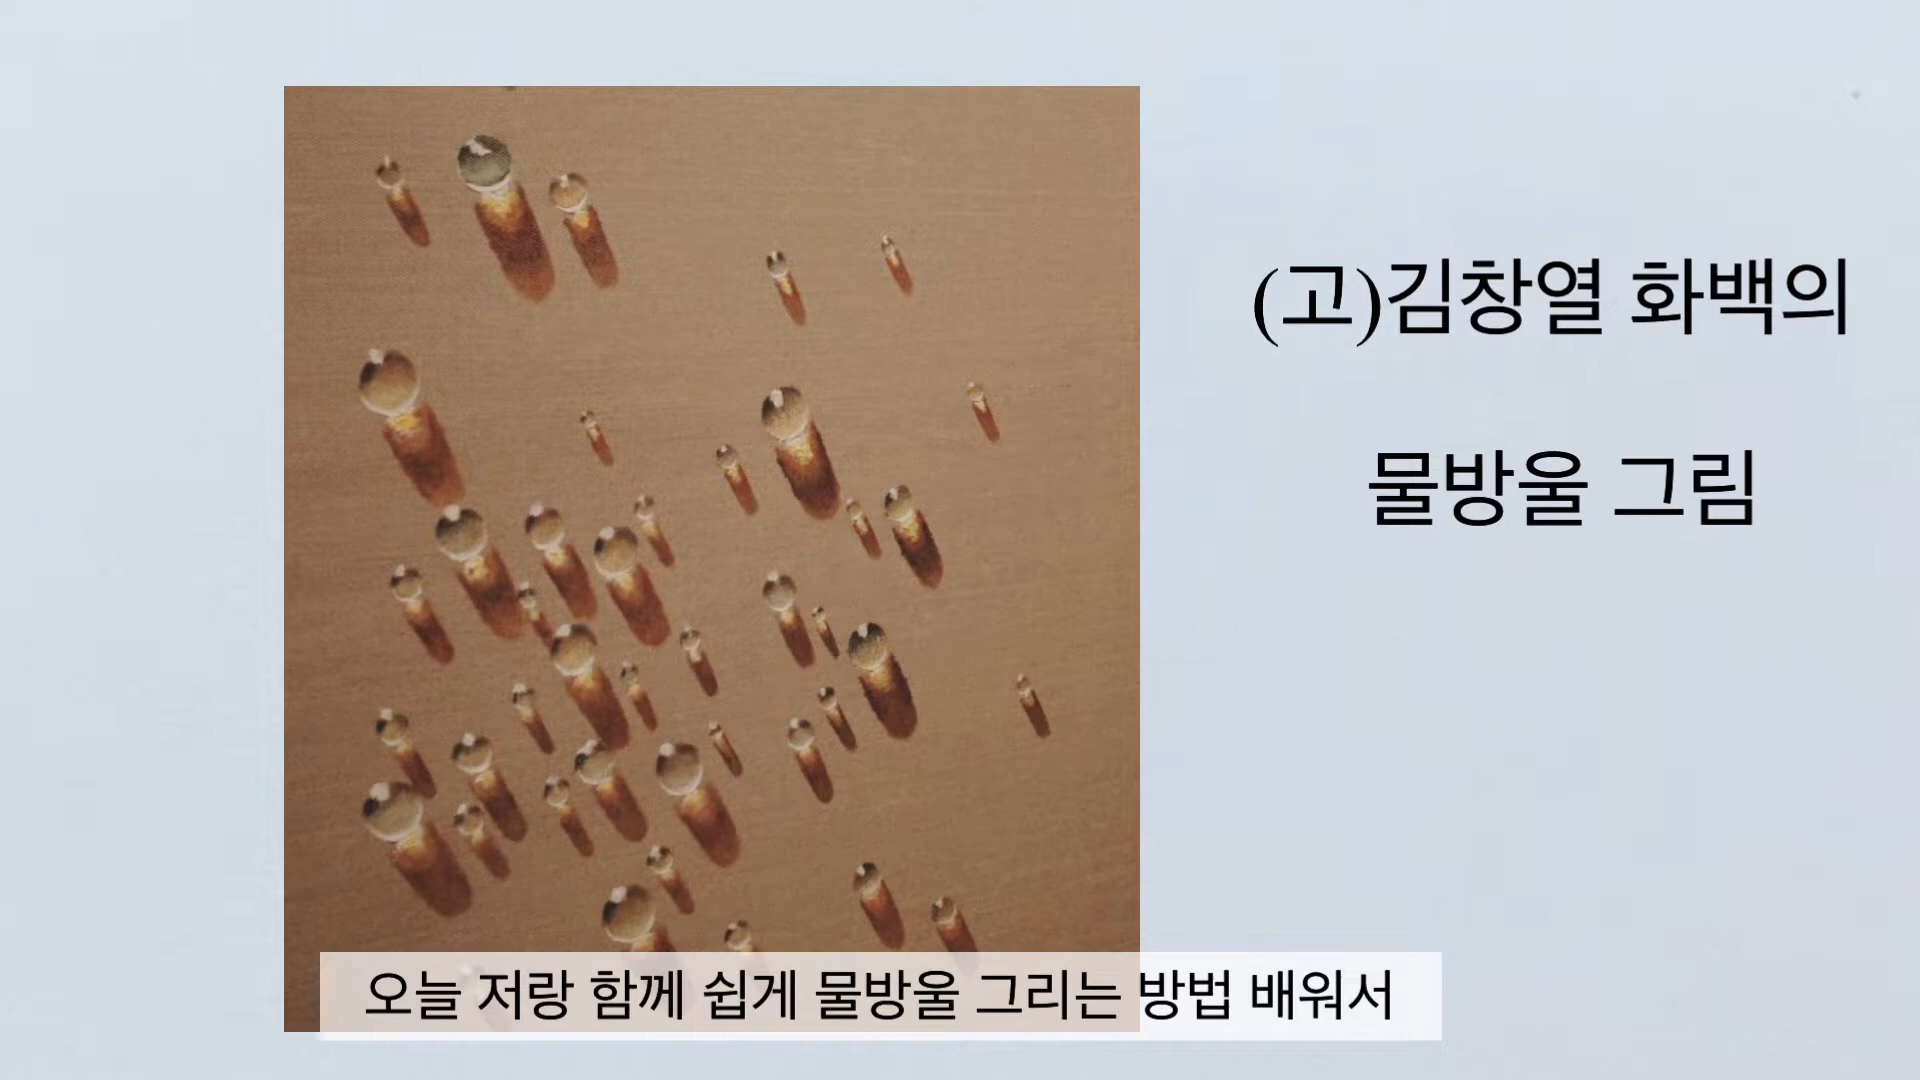 (고)김창열 화백의
물방울 그림
오늘 저랑 함께 쉽게 물방울 그리는 방법 배워서